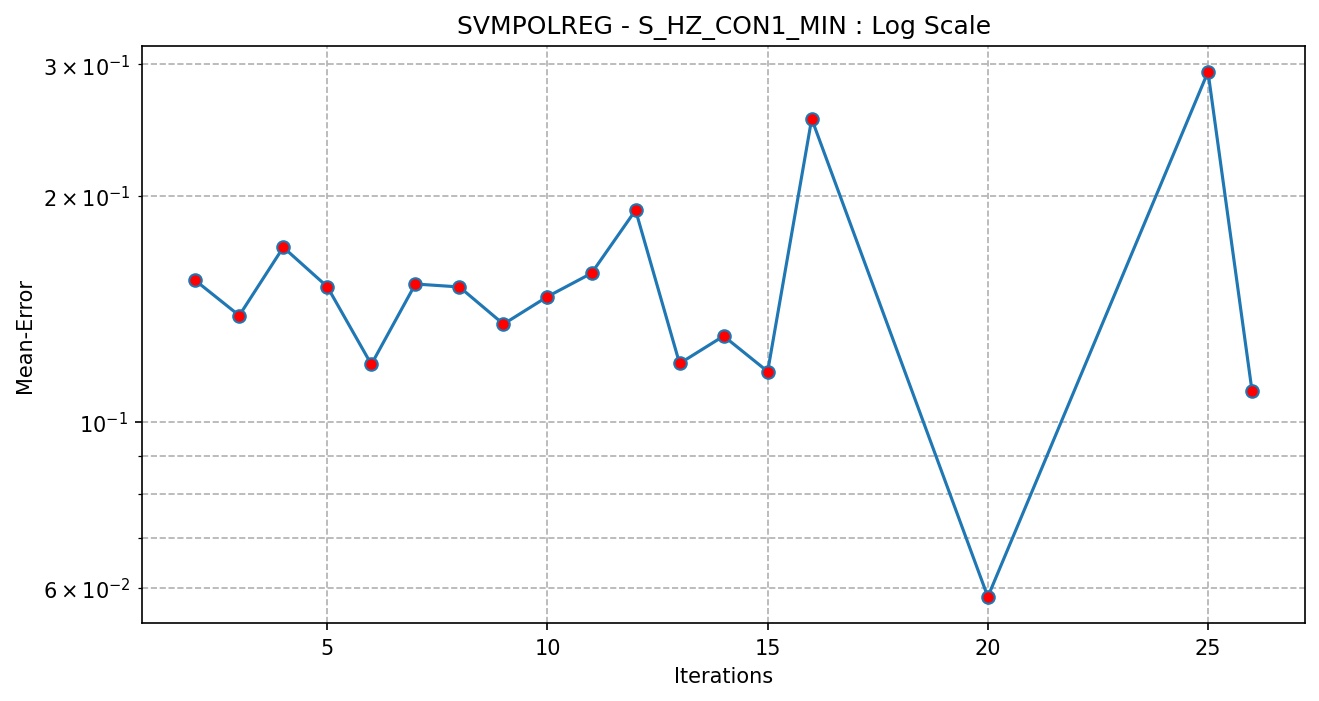 SVMPOLREG - S_HZ_CON1_MIN : Log Scale
3 × 10⁻¹
2 × 10⁻¹
10⁻¹
6 × 10⁻²
Mean-Error
5 10 15 20 25
Iterations